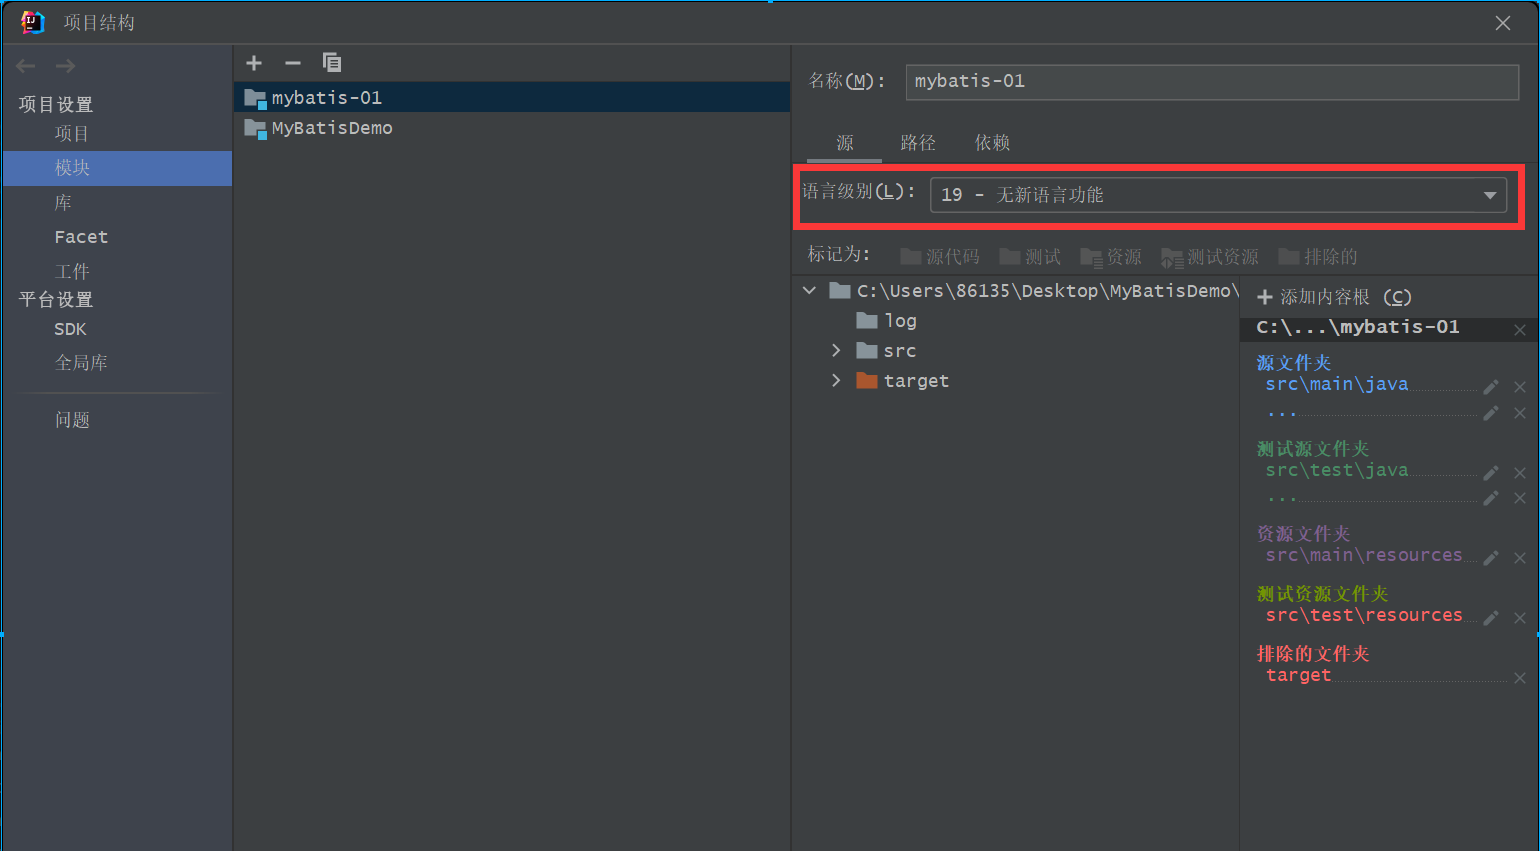 项目结构
项目设置
项目
模块
库
Facet
工件
平台设置
SDK
全局库
问题
mybatis-01
MyBatisDemo
名称(M):
mybatis-01
源 路径 依赖
语言级别(L): 19 - 无新语言功能
标记为: 源代码 测试 资源 测试资源 排除的
C:\Users\86135\Desktop\MyBatisDemo\
log
src
target
添加内容根 (C)
C:\...\mybatis-01
源文件夹
src\main\java
...
测试源文件夹
src\test\java
...
资源文件夹
src\main\resources
测试资源文件夹
src\test\resources
排除的文件夹
target